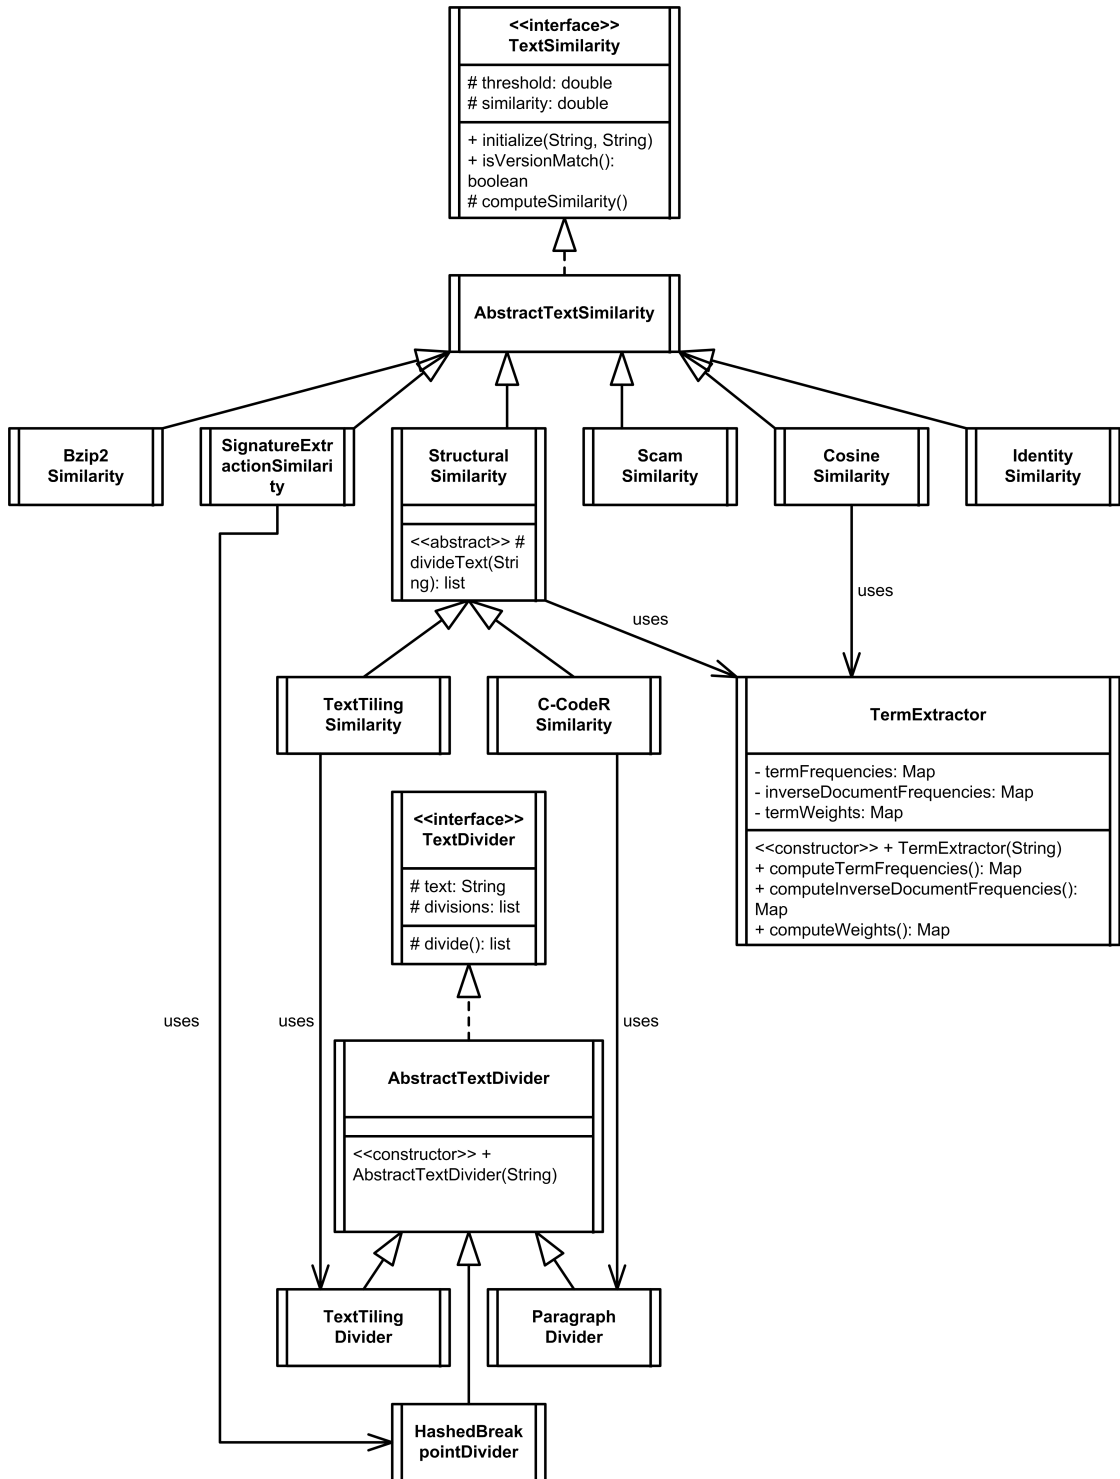 <<interface>>
TextSimilarity
# threshold: double
# similarity: double
+ initialize(String, String)
+ isVersionMatch():
boolean
# computeSimilarity()
AbstractTextSimilarity
Bzip2
Similarity
SignatureExtr
actionSimilari
ty
Structural
Similarity
<<abstract>> #
divideText(Stri
ng): list
Scam
Similarity
Cosine
Similarity
Identity
Similarity
uses
uses
TextTiling
Similarity
C-CodeR
Similarity
TermExtractor
- termFrequencies: Map
- inverseDocumentFrequencies: Map
- termWeights: Map
<<constructor>> + TermExtractor(String)
+ computeTermFrequencies(): Map
+ computeInverseDocumentFrequencies():
Map
+ computeWeights(): Map
<<interface>>
TextDivider
# text: String
# divisions: list
# divide(): list
uses
uses
uses
AbstractTextDivider
<<constructor>> +
AbstractTextDivider(String)
TextTiling
Divider
Paragraph
Divider
HashedBreak
pointDivider